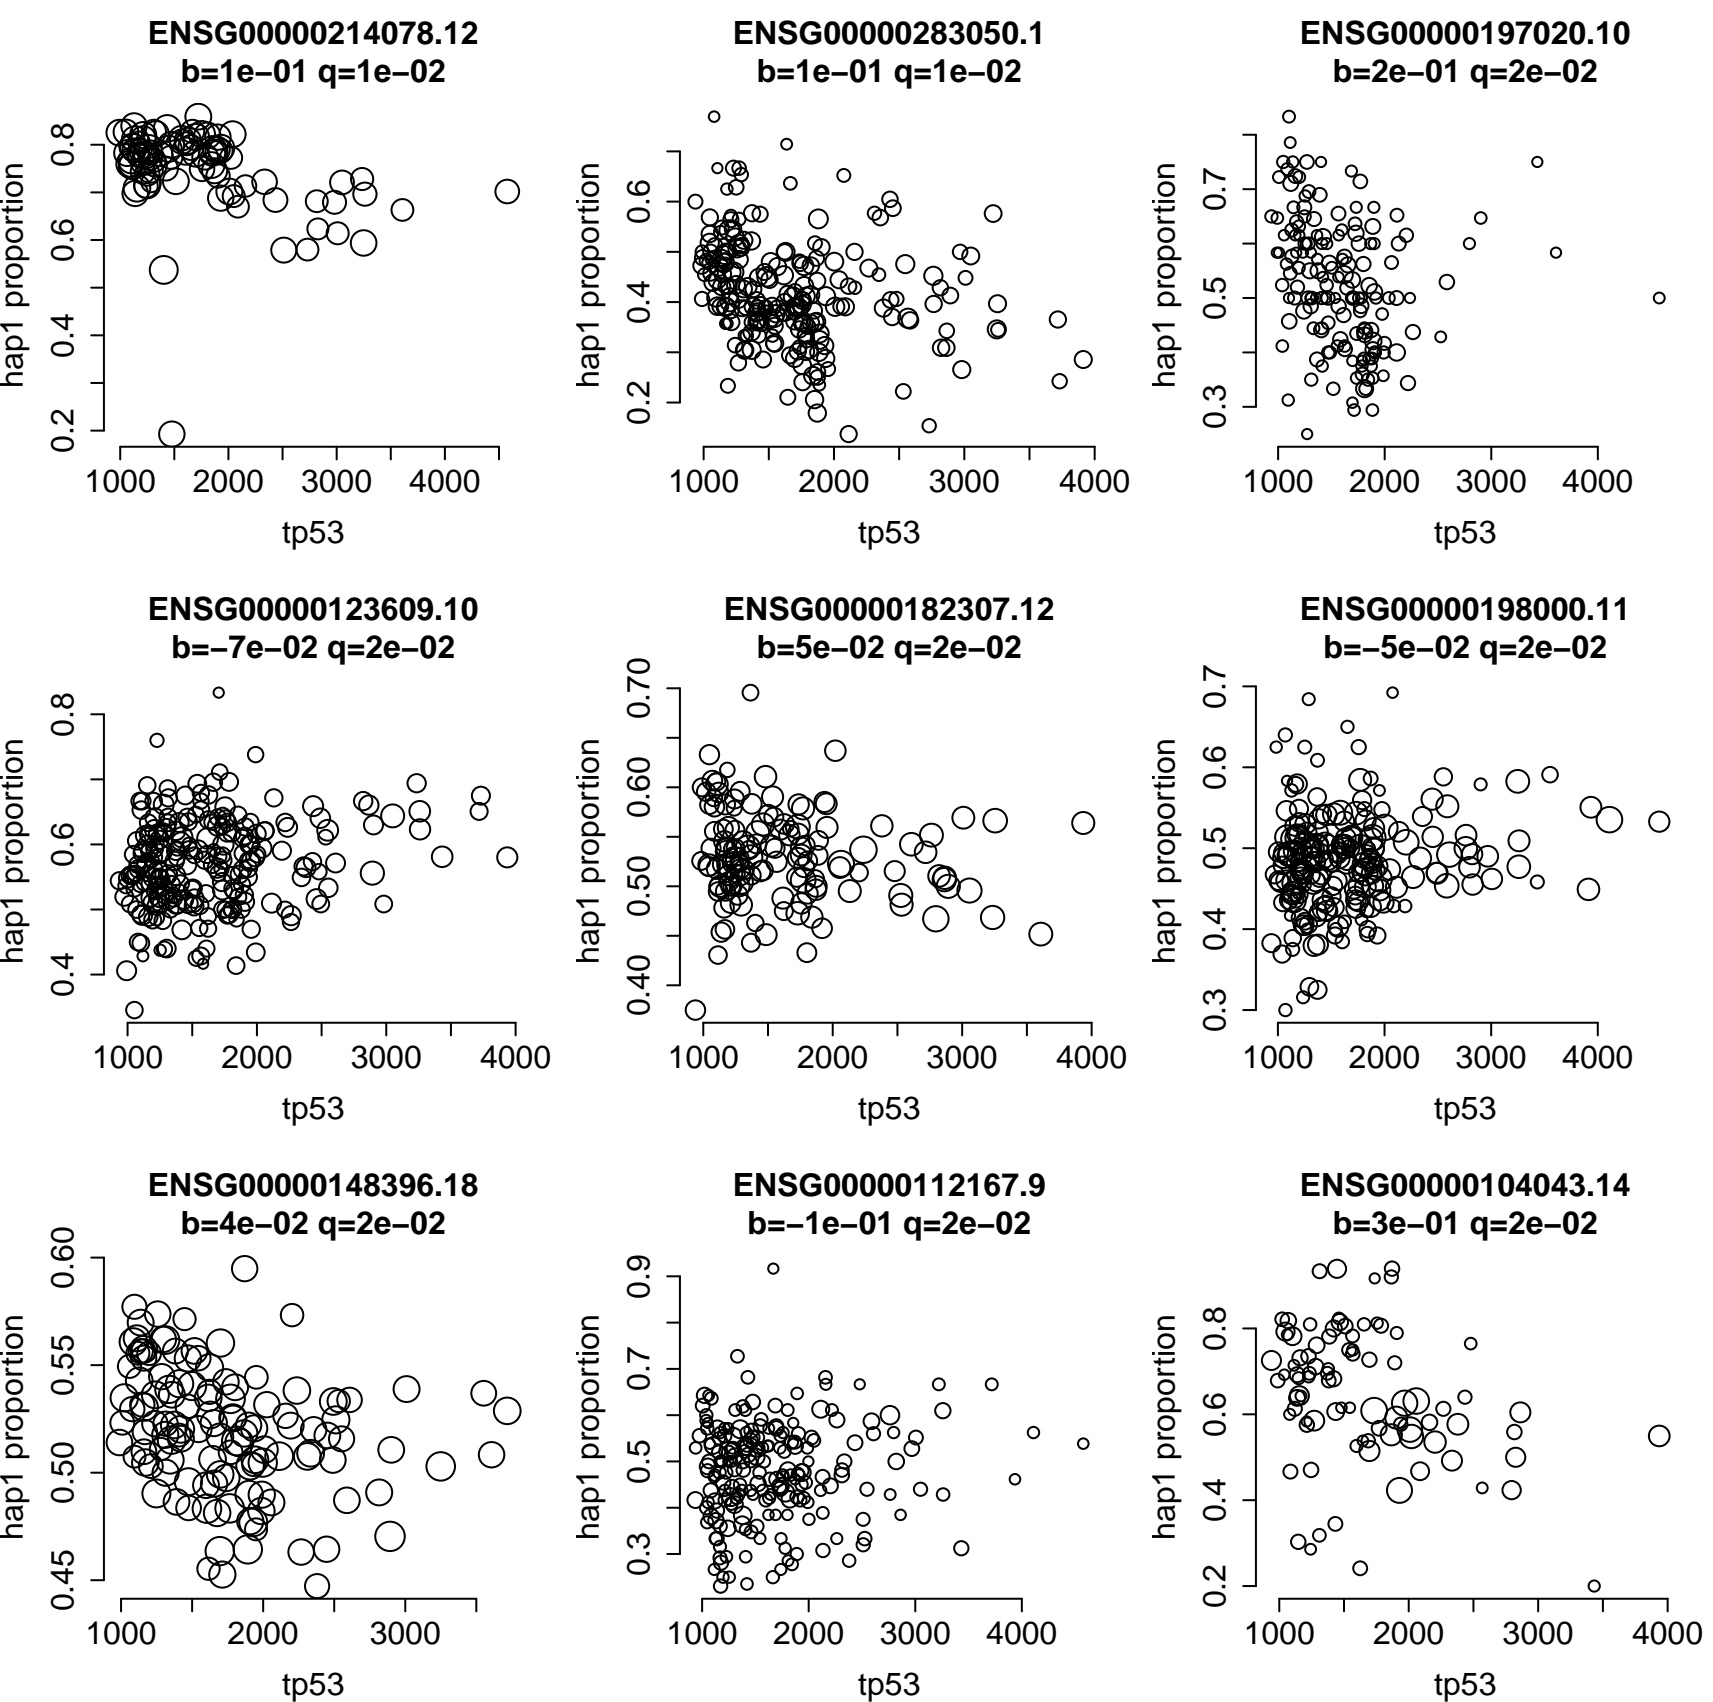 ENSG00000214078.12
b=1e−01 q=1e−02
hap1 proportion
0.2 0.4 0.6 0.8
1000 2000 3000 4000
tp53
ENSG00000283050.1
b=1e−01 q=1e−02
hap1 proportion
0.2 0.4 0.6
1000 2000 3000 4000
tp53
ENSG00000197020.10
b=2e−01 q=2e−02
hap1 proportion
0.3 0.5 0.7
1000 2000 3000 4000
tp53
ENSG00000123609.10
b=−7e−02 q=2e−02
hap1 proportion
0.4 0.6 0.8
1000 2000 3000 4000
tp53
ENSG00000182307.12
b=5e−02 q=2e−02
hap1 proportion
0.40 0.50 0.60 0.70
1000 2000 3000 4000
tp53
ENSG00000198000.11
b=−5e−02 q=2e−02
hap1 proportion
0.3 0.4 0.5 0.6 0.7
1000 2000 3000 4000
tp53
ENSG00000148396.18
b=4e−02 q=2e−02
hap1 proportion
0.45 0.50 0.55 0.60
1000 2000 3000
tp53
ENSG00000112167.9
b=−1e−01 q=2e−02
hap1 proportion
0.3 0.5 0.7 0.9
1000 2000 3000 4000
tp53
ENSG00000104043.14
b=3e−01 q=2e−02
hap1 proportion
0.2 0.4 0.6 0.8
1000 2000 3000 4000
tp53